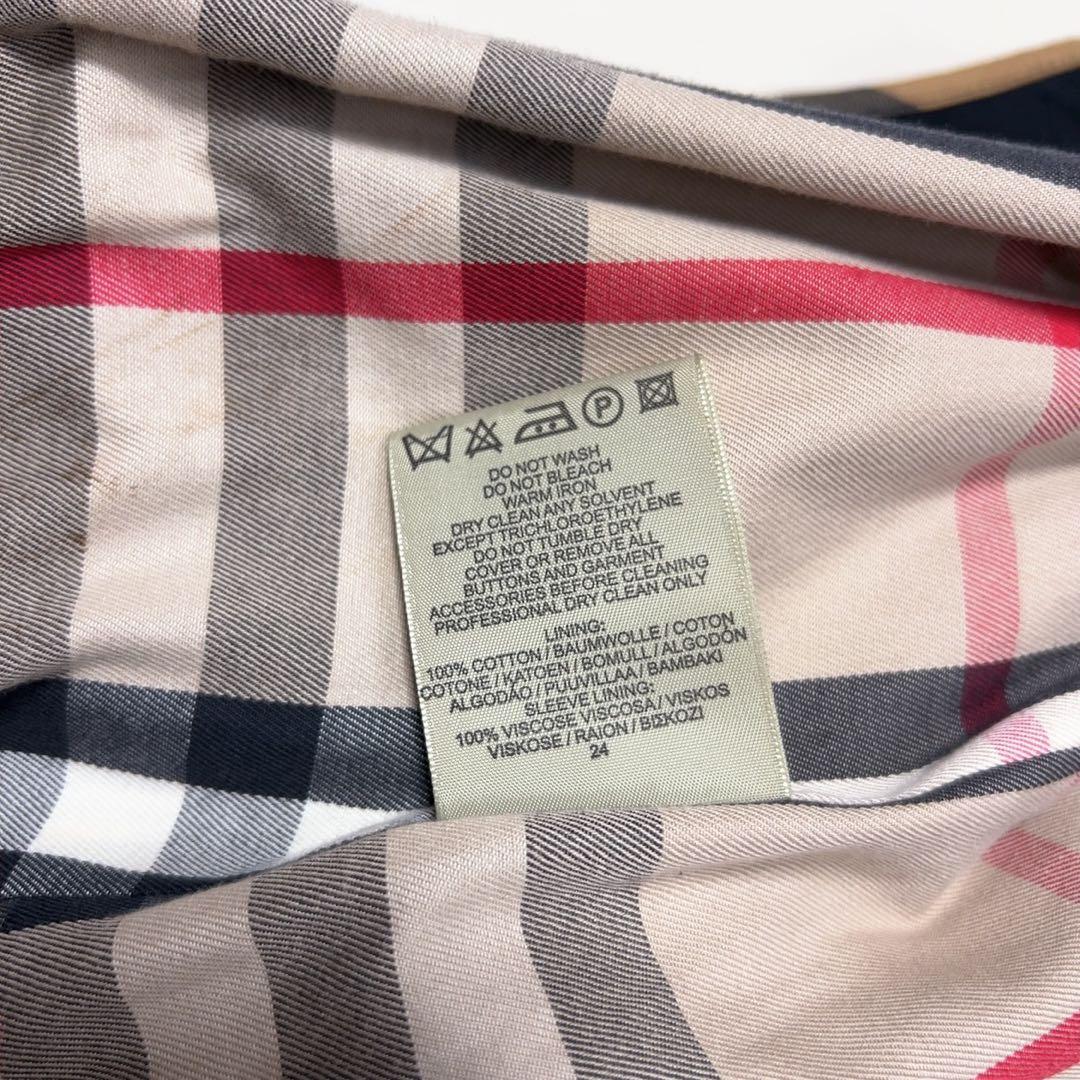 P
DO NOT WASH
DO NOT BLEACH
WARM IRON
DRY CLEAN ANY SOLVENT
EXCEPT TRICHLOROETHYLENE
DO NOT TUMBLE DRY
COVER OR REMOVE ALL
BUTTONS AND GARMENT
ACCESSORIES BEFORE CLEANING
PROFESSIONAL DRY CLEAN ONLY
LINING:
100% COTTON / BAUMWOLLE / COTON
COTONE / KATOEN / BOMULL / ALGODÓN
ALGODÃO / PUUVILLAA / BAMBAKI
SLEEVE LINING:
100% VISCOSE VISCOSA / VISKOS
VISKOSE / RAION / ΒΙΣΚΟΖΙ
24